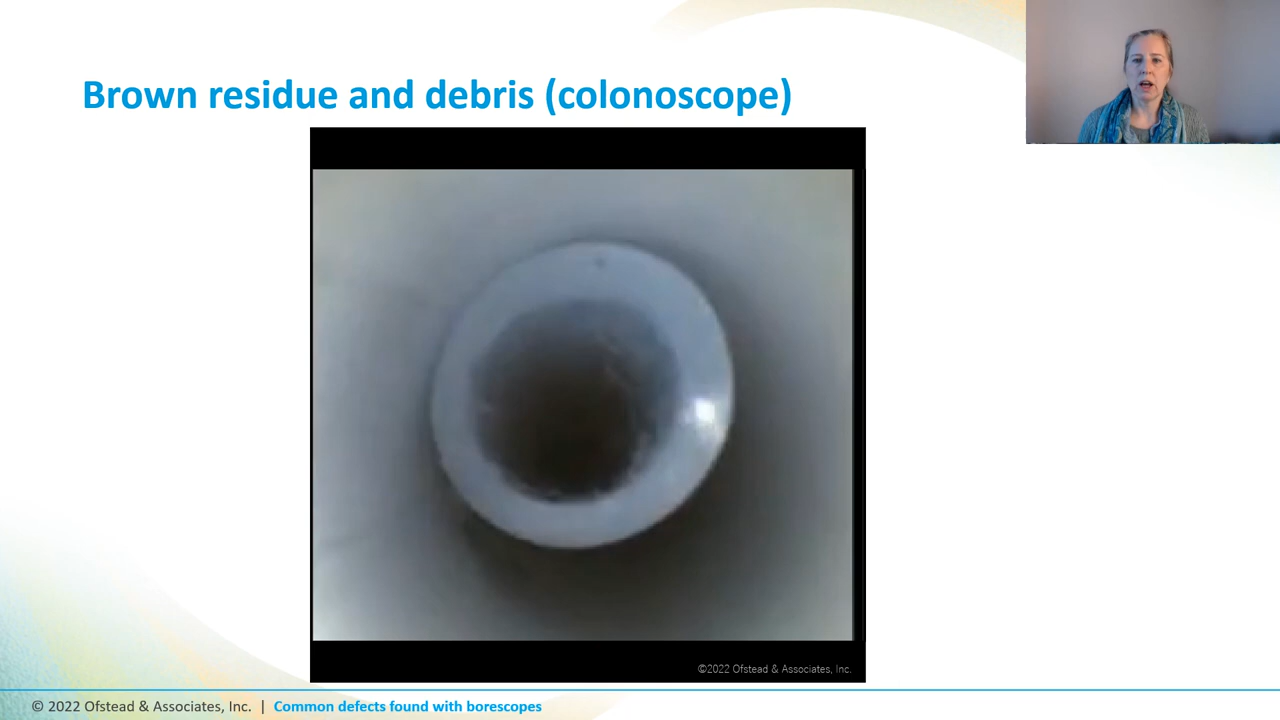 Brown residue and debris (colonoscope)
©2022 Ofstead & Associates, Inc.
© 2022 Ofstead & Associates, Inc. | Common defects found with borescopes